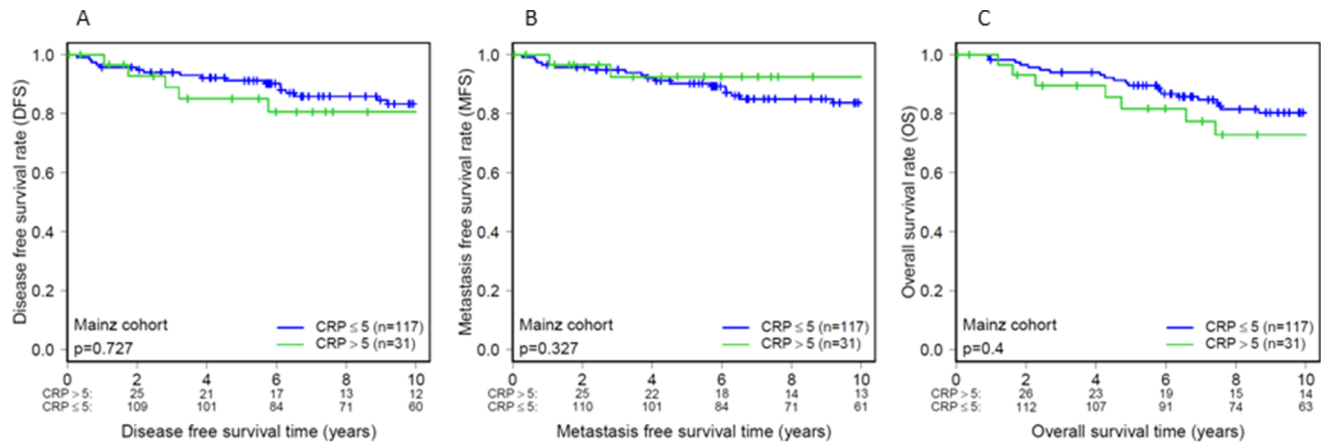 A
Disease free survival rate (DFS)
1.0
0.8
0.6
0.4
0.2
0.0
Mainz cohort
p=0.727
CRP ≤ 5 (n=117)
CRP > 5 (n=31)
0 2 4 6 8 10
CRP > 5: 25 21 17 13 12
CRP ≤ 5: 109 101 84 71 60
Disease free survival time (years)
B
Metastasis free survival rate (MFS)
1.0
0.8
0.6
0.4
0.2
0.0
Mainz cohort
p=0.327
CRP ≤ 5 (n=117)
CRP > 5 (n=31)
0 2 4 6 8 10
CRP > 5: 25 22 18 14 13
CRP ≤ 5: 110 101 84 71 61
Metastasis free survival time (years)
C
Overall survival rate (OS)
1.0
0.8
0.6
0.4
0.2
0.0
Mainz cohort
p=0.4
CRP ≤ 5 (n=117)
CRP > 5 (n=31)
0 2 4 6 8 10
CRP > 5: 26 23 19 15 14
CRP ≤ 5: 112 107 91 74 63
Overall survival time (years)